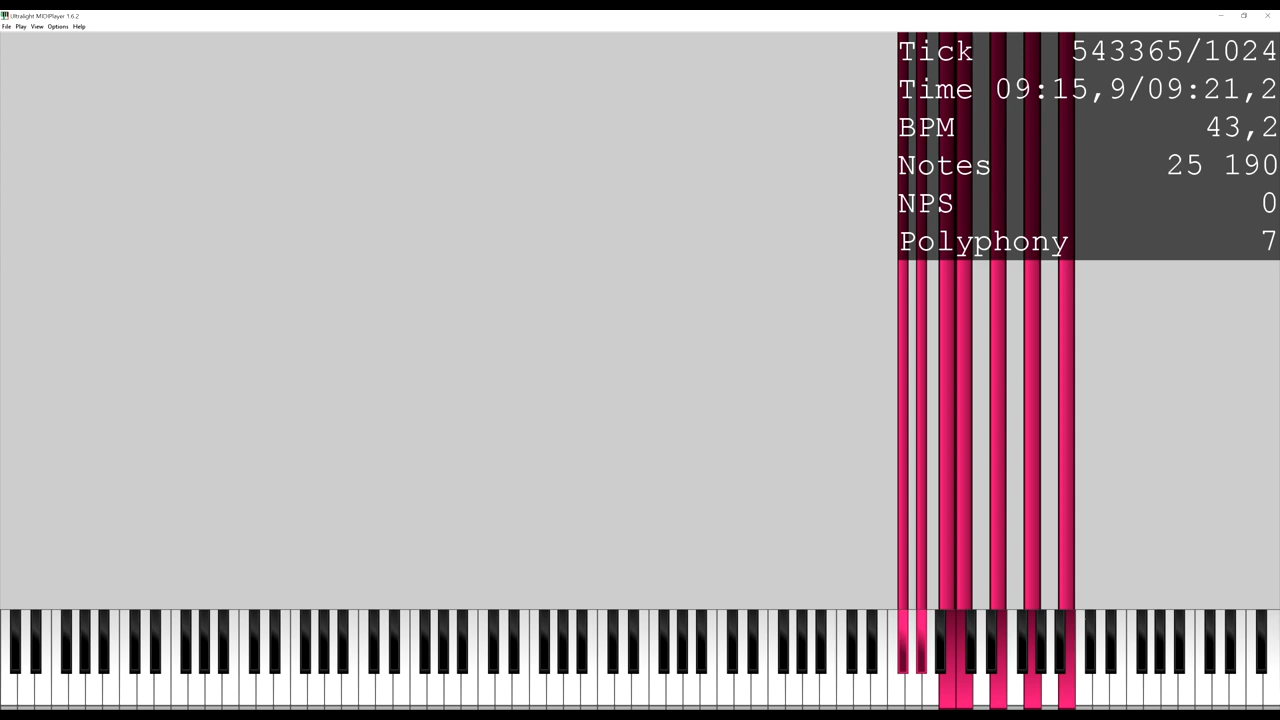 Ultralight MIDIPlayer 1.6.2
File Play View Options Help
Tick 543365/1024
Time 09:15,9/09:21,2
BPM 43,2
Notes 25 190
NPS 0
Polyphony 7